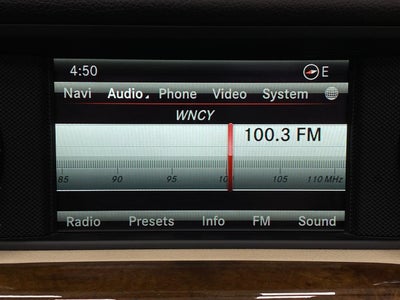 4:50 E
Navi Audio Phone Video System
WNCY
100.3 FM
85 90 95 10 105 110 MHz
Radio Presets Info FM Sound